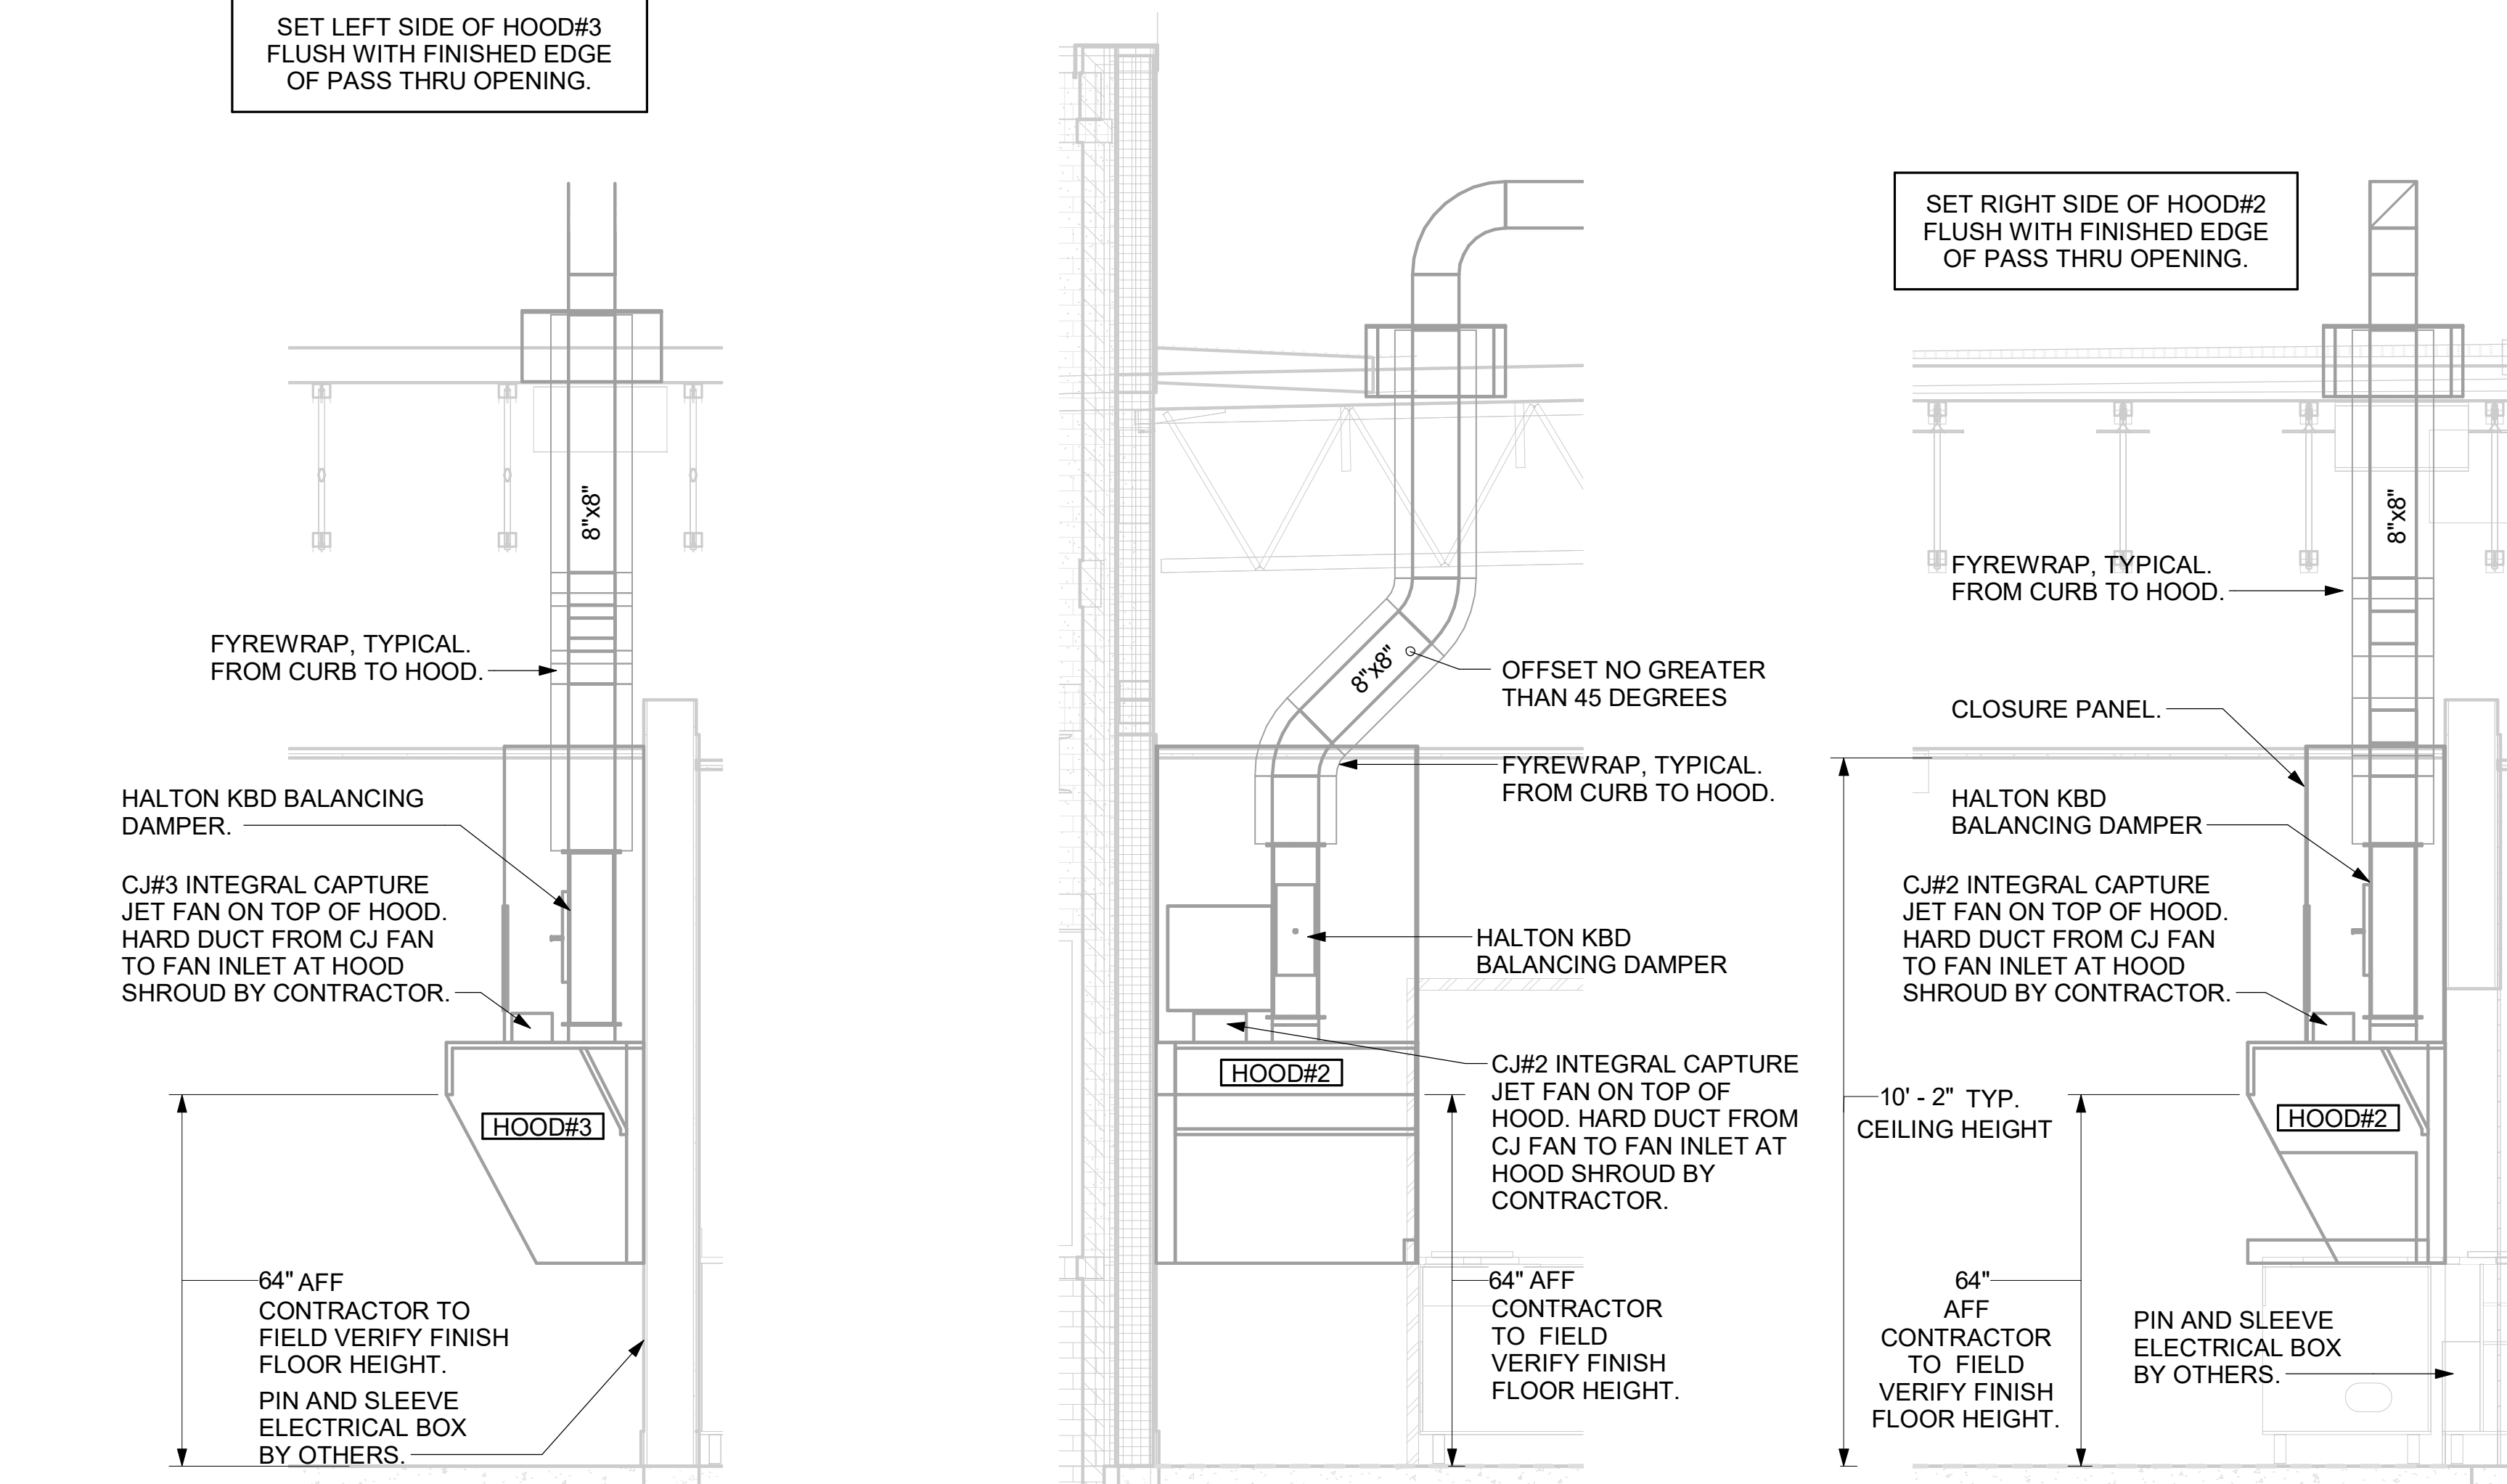 SET LEFT SIDE OF HOOD#3
FLUSH WITH FINISHED EDGE
OF PASS THRU OPENING.
8"x8"
FYREWRAP, TYPICAL.
FROM CURB TO HOOD.
HALTON KBD BALANCING
DAMPER.
CJ#3 INTEGRAL CAPTURE
JET FAN ON TOP OF HOOD.
HARD DUCT FROM CJ FAN
TO FAN INLET AT HOOD
SHROUD BY CONTRACTOR.
HOOD#3
64" AFF
CONTRACTOR TO
FIELD VERIFY FINISH
FLOOR HEIGHT.
PIN AND SLEEVE
ELECTRICAL BOX
BY OTHERS.
8"x8"
OFFSET NO GREATER
THAN 45 DEGREES
FYREWRAP, TYPICAL.
FROM CURB TO HOOD.
HALTON KBD
BALANCING DAMPER
HOOD#2
CJ#2 INTEGRAL CAPTURE
JET FAN ON TOP OF
HOOD. HARD DUCT FROM
CJ FAN TO FAN INLET AT
HOOD SHROUD BY
CONTRACTOR.
64" AFF
CONTRACTOR
TO FIELD
VERIFY FINISH
FLOOR HEIGHT.
SET RIGHT SIDE OF HOOD#2
FLUSH WITH FINISHED EDGE
OF PASS THRU OPENING.
8"x8"
FYREWRAP, TYPICAL.
FROM CURB TO HOOD.
CLOSURE PANEL.
HALTON KBD
BALANCING DAMPER
CJ#2 INTEGRAL CAPTURE
JET FAN ON TOP OF HOOD.
HARD DUCT FROM CJ FAN
TO FAN INLET AT HOOD
SHROUD BY CONTRACTOR.
10' - 2" TYP.
CEILING HEIGHT
HOOD#2
64"
AFF
CONTRACTOR
TO FIELD
VERIFY FINISH
FLOOR HEIGHT.
PIN AND SLEEVE
ELECTRICAL BOX
BY OTHERS.